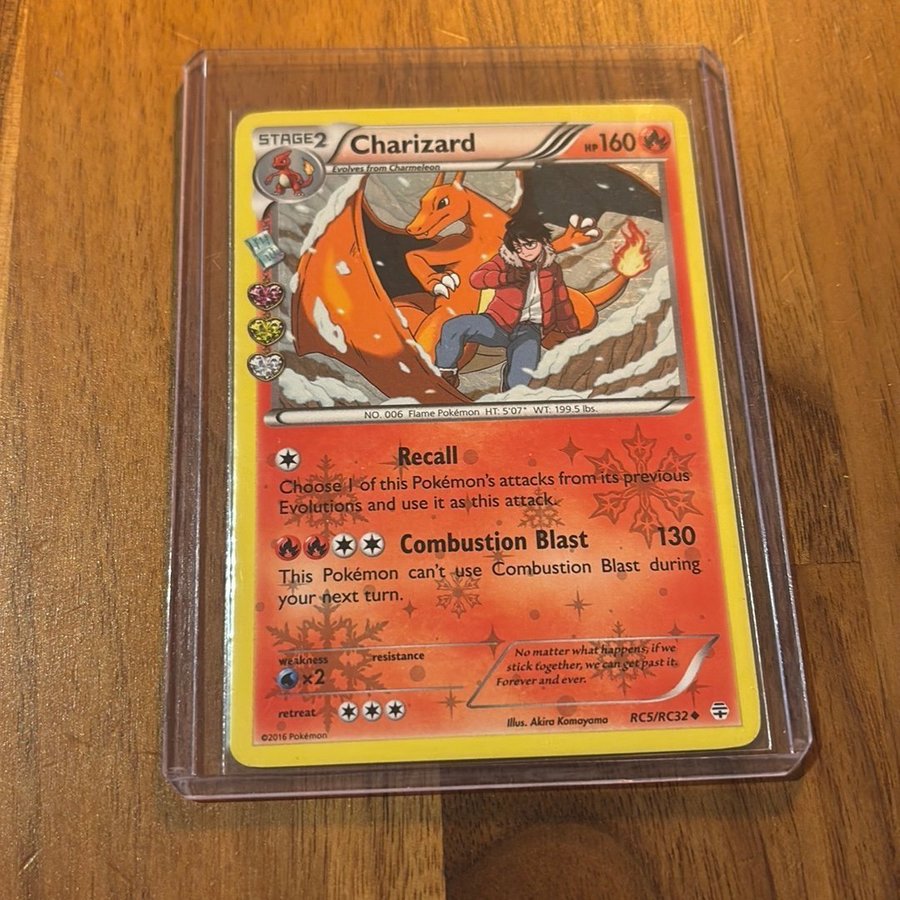 STAGE2 Charizard HP 160
Evolves from Charmeleon
NO. 006 Flame Pokémon HT: 5'07" WT: 199.5 lbs.
Recall
Choose 1 of this Pokémon's attacks from its previous
Evolutions and use it as this attack.
Combustion Blast 130
This Pokémon can't use Combustion Blast during
your next turn.
weakness resistance
×2
No matter what happens, if we
stick together, we can get past it.
Forever and ever.
retreat
Illus. Akira Komayama RC5/RC32
©2016 Pokémon